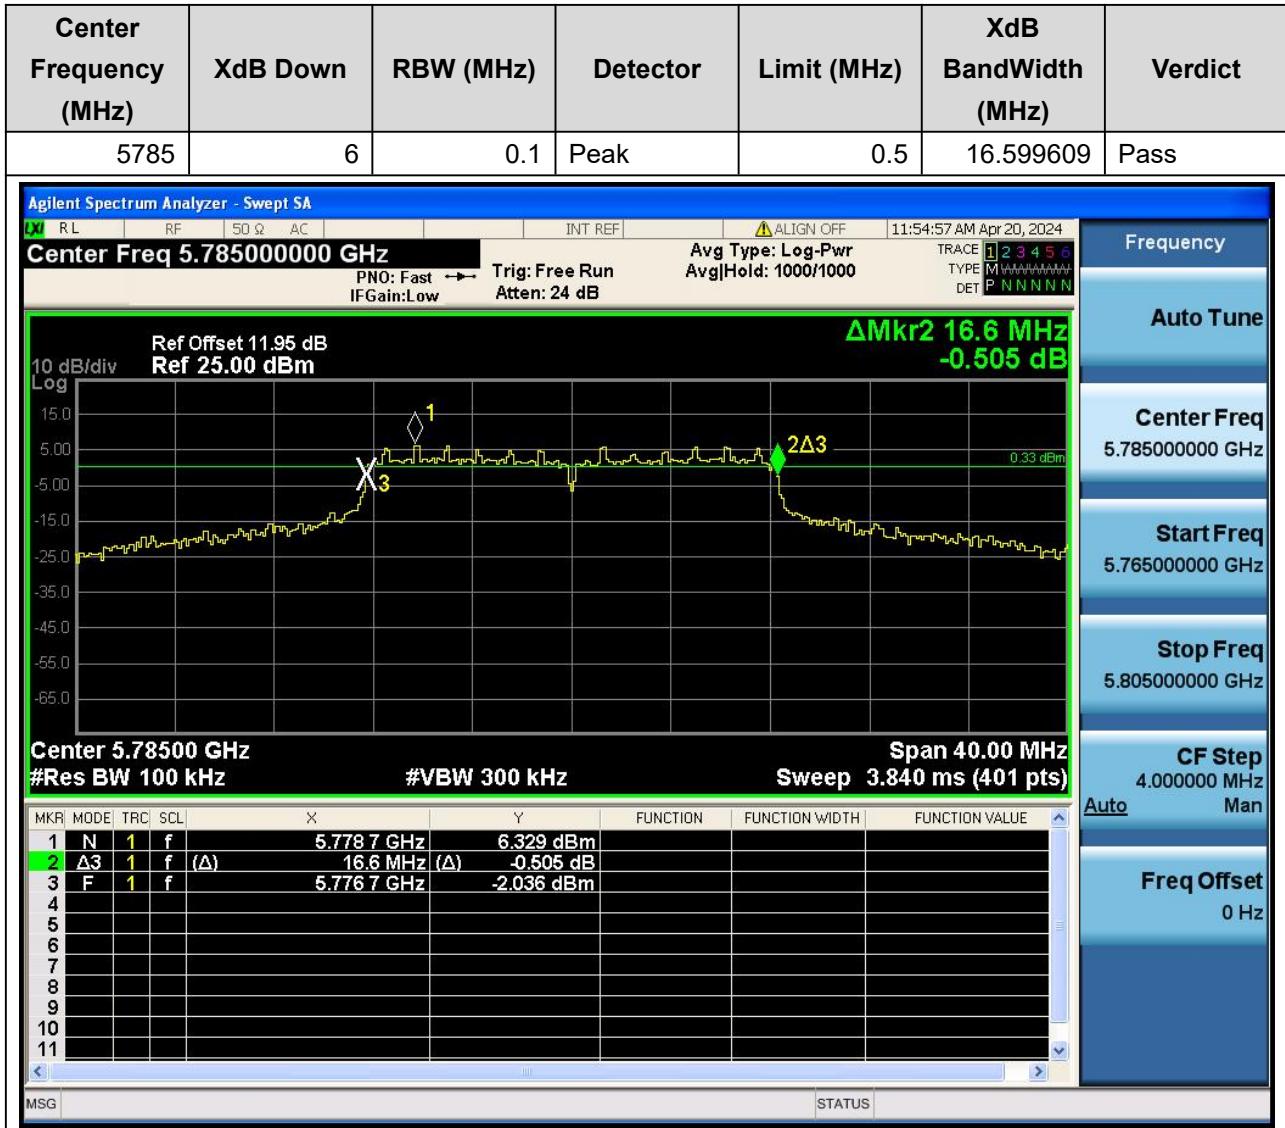 Center Frequency (MHz) XdB Down RBW (MHz) Detector Limit (MHz) XdB BandWidth (MHz) Verdict
5785 6 0.1 Peak 0.5 16.599609 Pass
Agilent Spectrum Analyzer - Swept SA
LXI RL RF 50 Ω AC INT REF ALIGN OFF 11:54:57 AM Apr 20, 2024
Center Freq 5.785000000 GHz
PNO: Fast
IFGain:Low
Trig: Free Run
Atten: 24 dB
Avg Type: Log-Pwr
Avg|Hold: 1000/1000
TRACE 1 2 3 4 5 6
TYPE M
DET P N N N N N
ΔMkr2 16.6 MHz
-0.505 dB
Ref Offset 11.95 dB
10 dB/div Ref 25.00 dBm
Log
15.0
5.00
-5.00
-15.0
-25.0
-35.0
-45.0
-55.0
-65.0
1
2Δ3
3
0.33 dBm
Center 5.78500 GHz Span 40.00 MHz
#Res BW 100 kHz #VBW 300 kHz Sweep 3.840 ms (401 pts)
MKR MODE TRC SCL X Y FUNCTION FUNCTION WIDTH FUNCTION VALUE
1 N 1 f 5.778 7 GHz 6.329 dBm
2 Δ3 1 f (Δ) 16.6 MHz (Δ) -0.505 dB
3 F 1 f 5.776 7 GHz -2.036 dBm
4
5
6
7
8
9
10
11
MSG STATUS
Frequency
Auto Tune
Center Freq
5.785000000 GHz
Start Freq
5.765000000 GHz
Stop Freq
5.805000000 GHz
CF Step
4.000000 MHz
Auto Man
Freq Offset
0 Hz